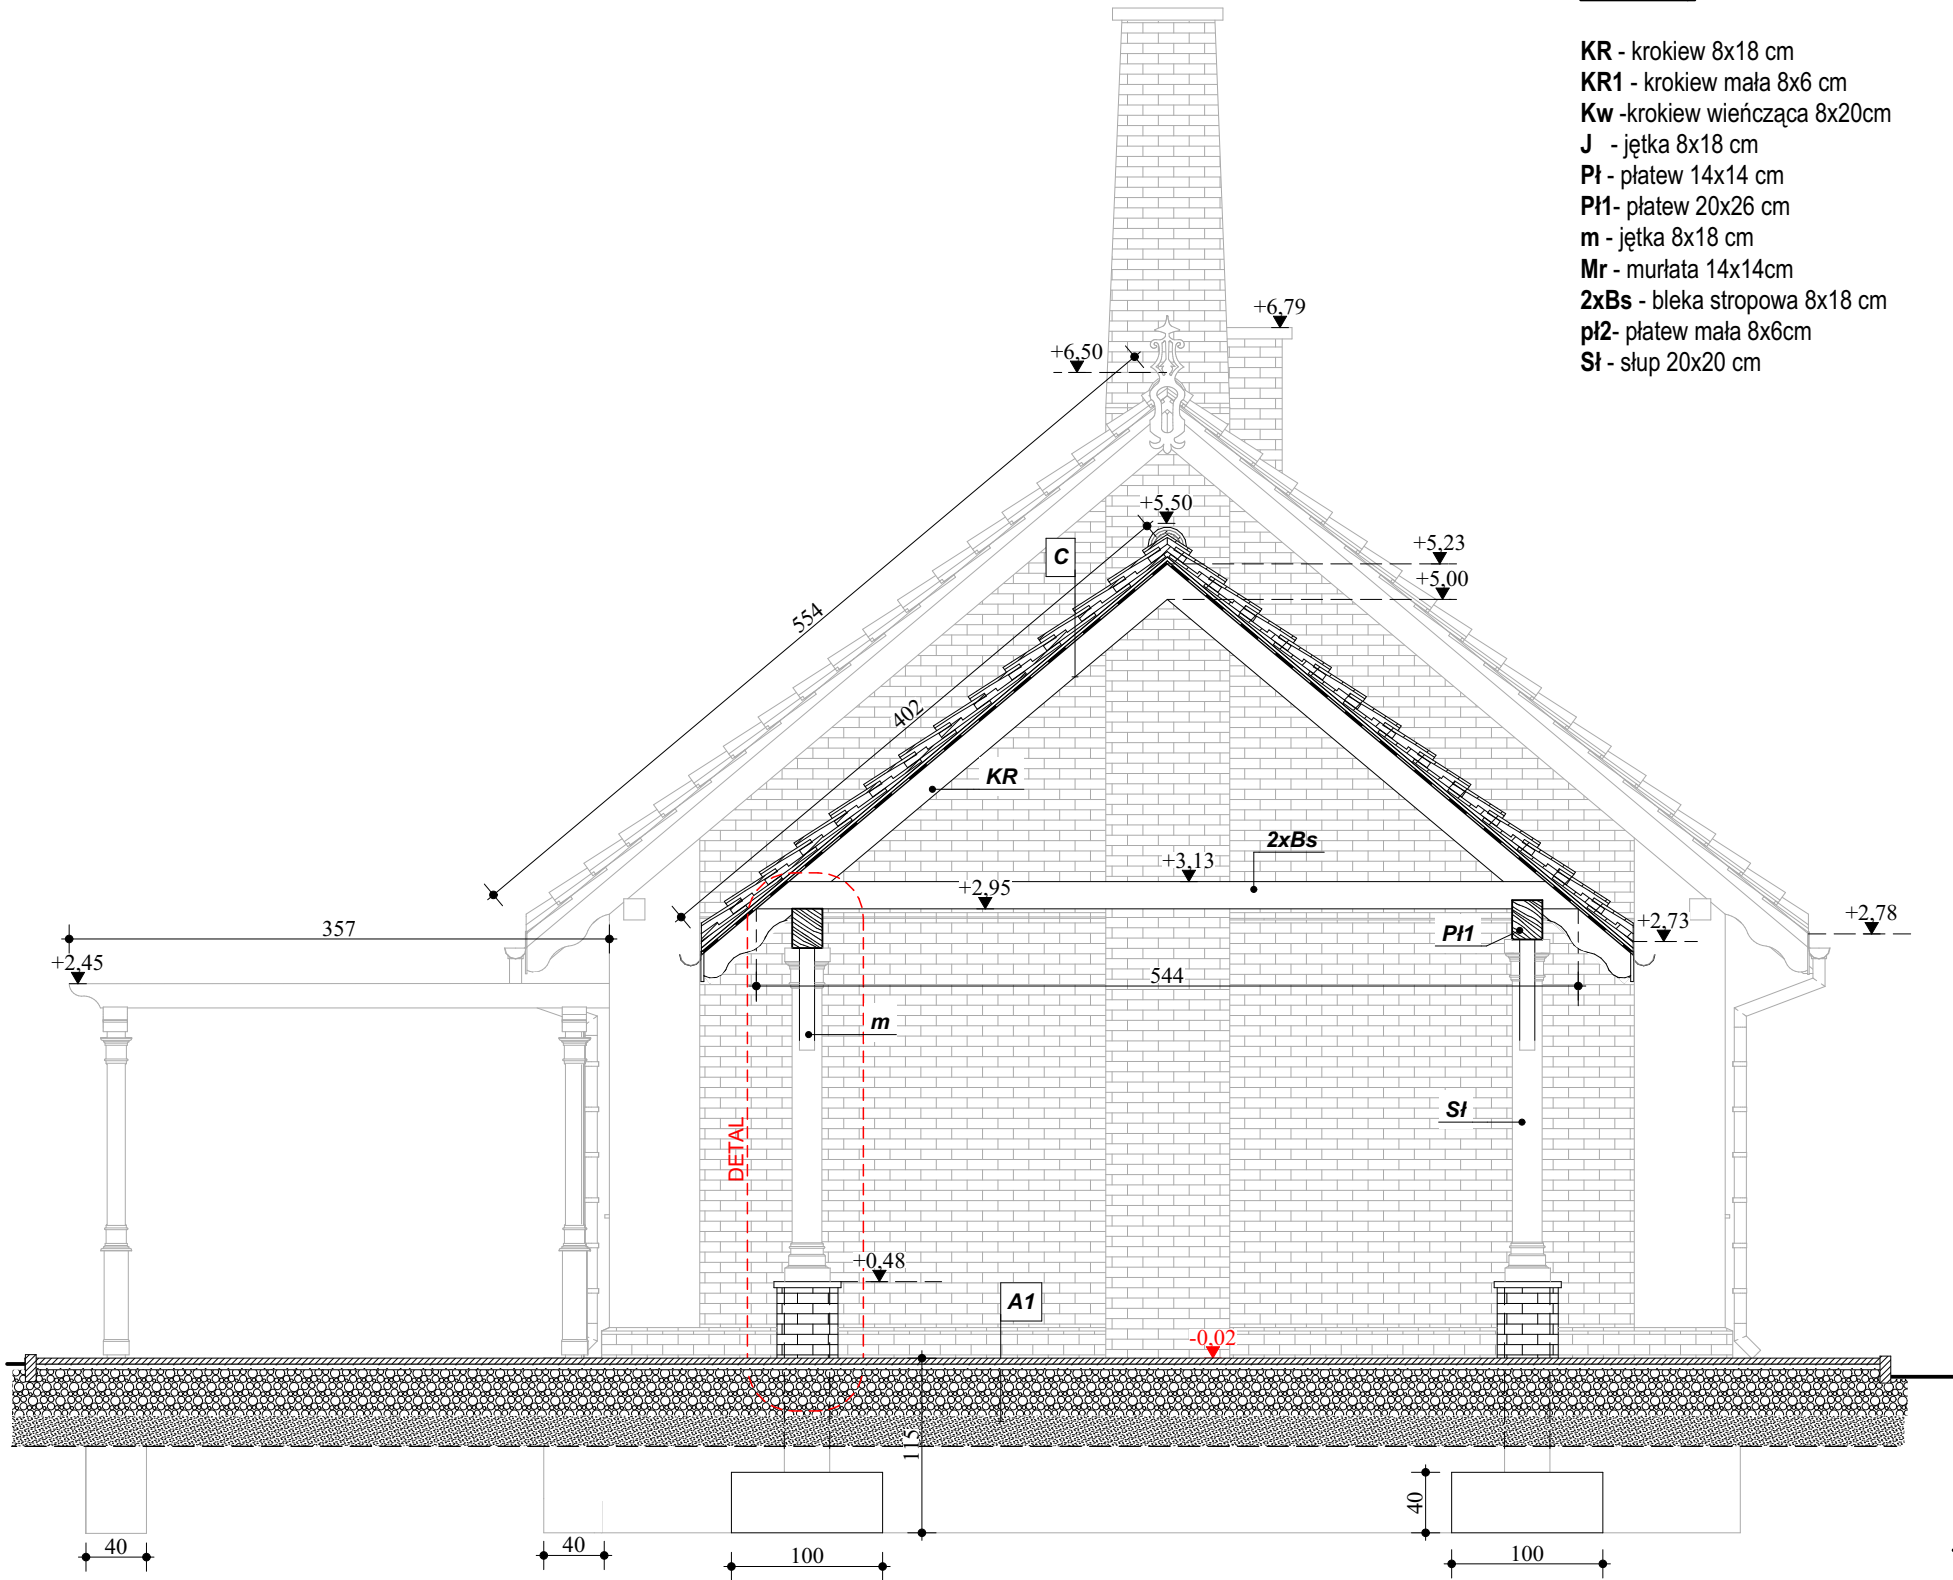 KR - krokiew 8x18 cm
KR1 - krokiew mała 8x6 cm
Kw -krokiew wieńcząca 8x20cm
J - jętka 8x18 cm
Pł - płatew 14x14 cm
Pł1- płatew 20x26 cm
m - jętka 8x18 cm
Mr - murłata 14x14cm
2xBs - bleka stropowa 8x18 cm
pł2- płatew mała 8x6cm
Sł - słup 20x20 cm
+6,79
+6,50
+5,50
C
+5,23
+5,00
554
402
KR
2xBs
+3,13
+2,95
357
+2,45
Pł1
+2,73
+2,78
544
m
Sł
DETAL
+0,48
A1
-0,02
115
40
40
40
100
100